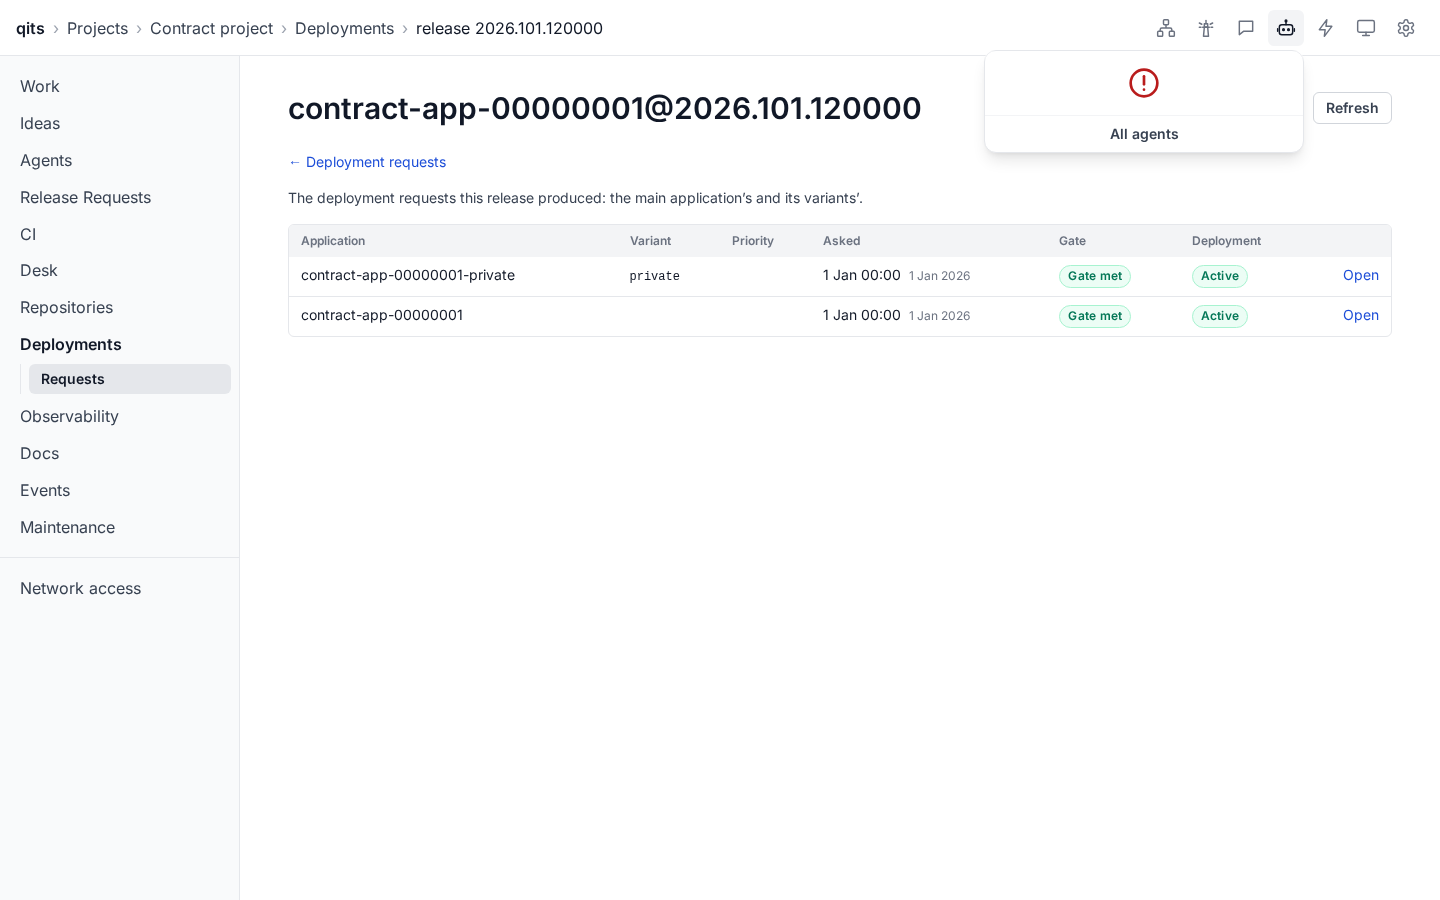 qits › Projects › Contract project › Deployments › release 2026.101.120000
All agents
Work
Ideas
Agents
Release Requests
CI
Desk
Repositories
Deployments
Requests
Observability
Docs
Events
Maintenance
Network access
contract-app-00000001@2026.101.120000
Refresh
← Deployment requests
The deployment requests this release produced: the main application’s and its variants’.
Application Variant Priority Asked Gate Deployment
contract-app-00000001-private private 1 Jan 00:00 1 Jan 2026 Gate met Active Open
contract-app-00000001 1 Jan 00:00 1 Jan 2026 Gate met Active Open